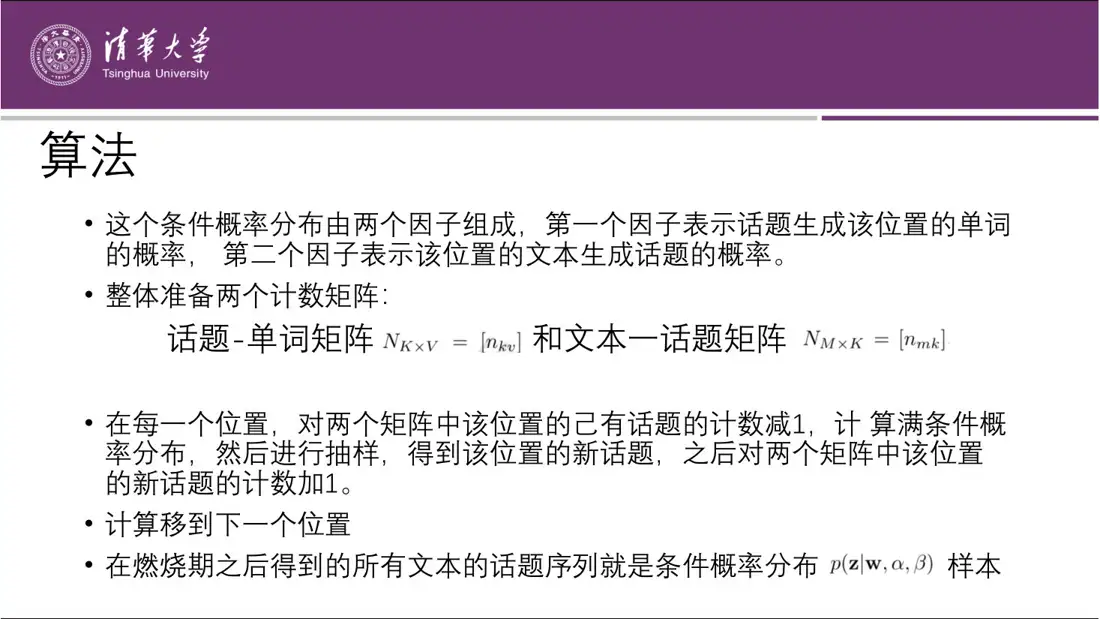 清华大学
Tsinghua University
算法
• 这个条件概率分布由两个因子组成，第一个因子表示话题生成该位置的单词
的概率， 第二个因子表示该位置的文本生成话题的概率。
• 整体准备两个计数矩阵：
话题-单词矩阵 $N_{K\times V} = [n_{kv}]$ 和文本一话题矩阵 $N_{M\times K} = [n_{mk}]$
• 在每一个位置，对两个矩阵中该位置的己有话题的计数减1，计 算满条件概
率分布，然后进行抽样，得到该位置的新话题，之后对两个矩阵中该位置
的新话题的计数加1。
• 计算移到下一个位置
• 在燃烧期之后得到的所有文本的话题序列就是条件概率分布 $p(\mathbf{z}|\mathbf{w},\alpha,\beta)$ 样本